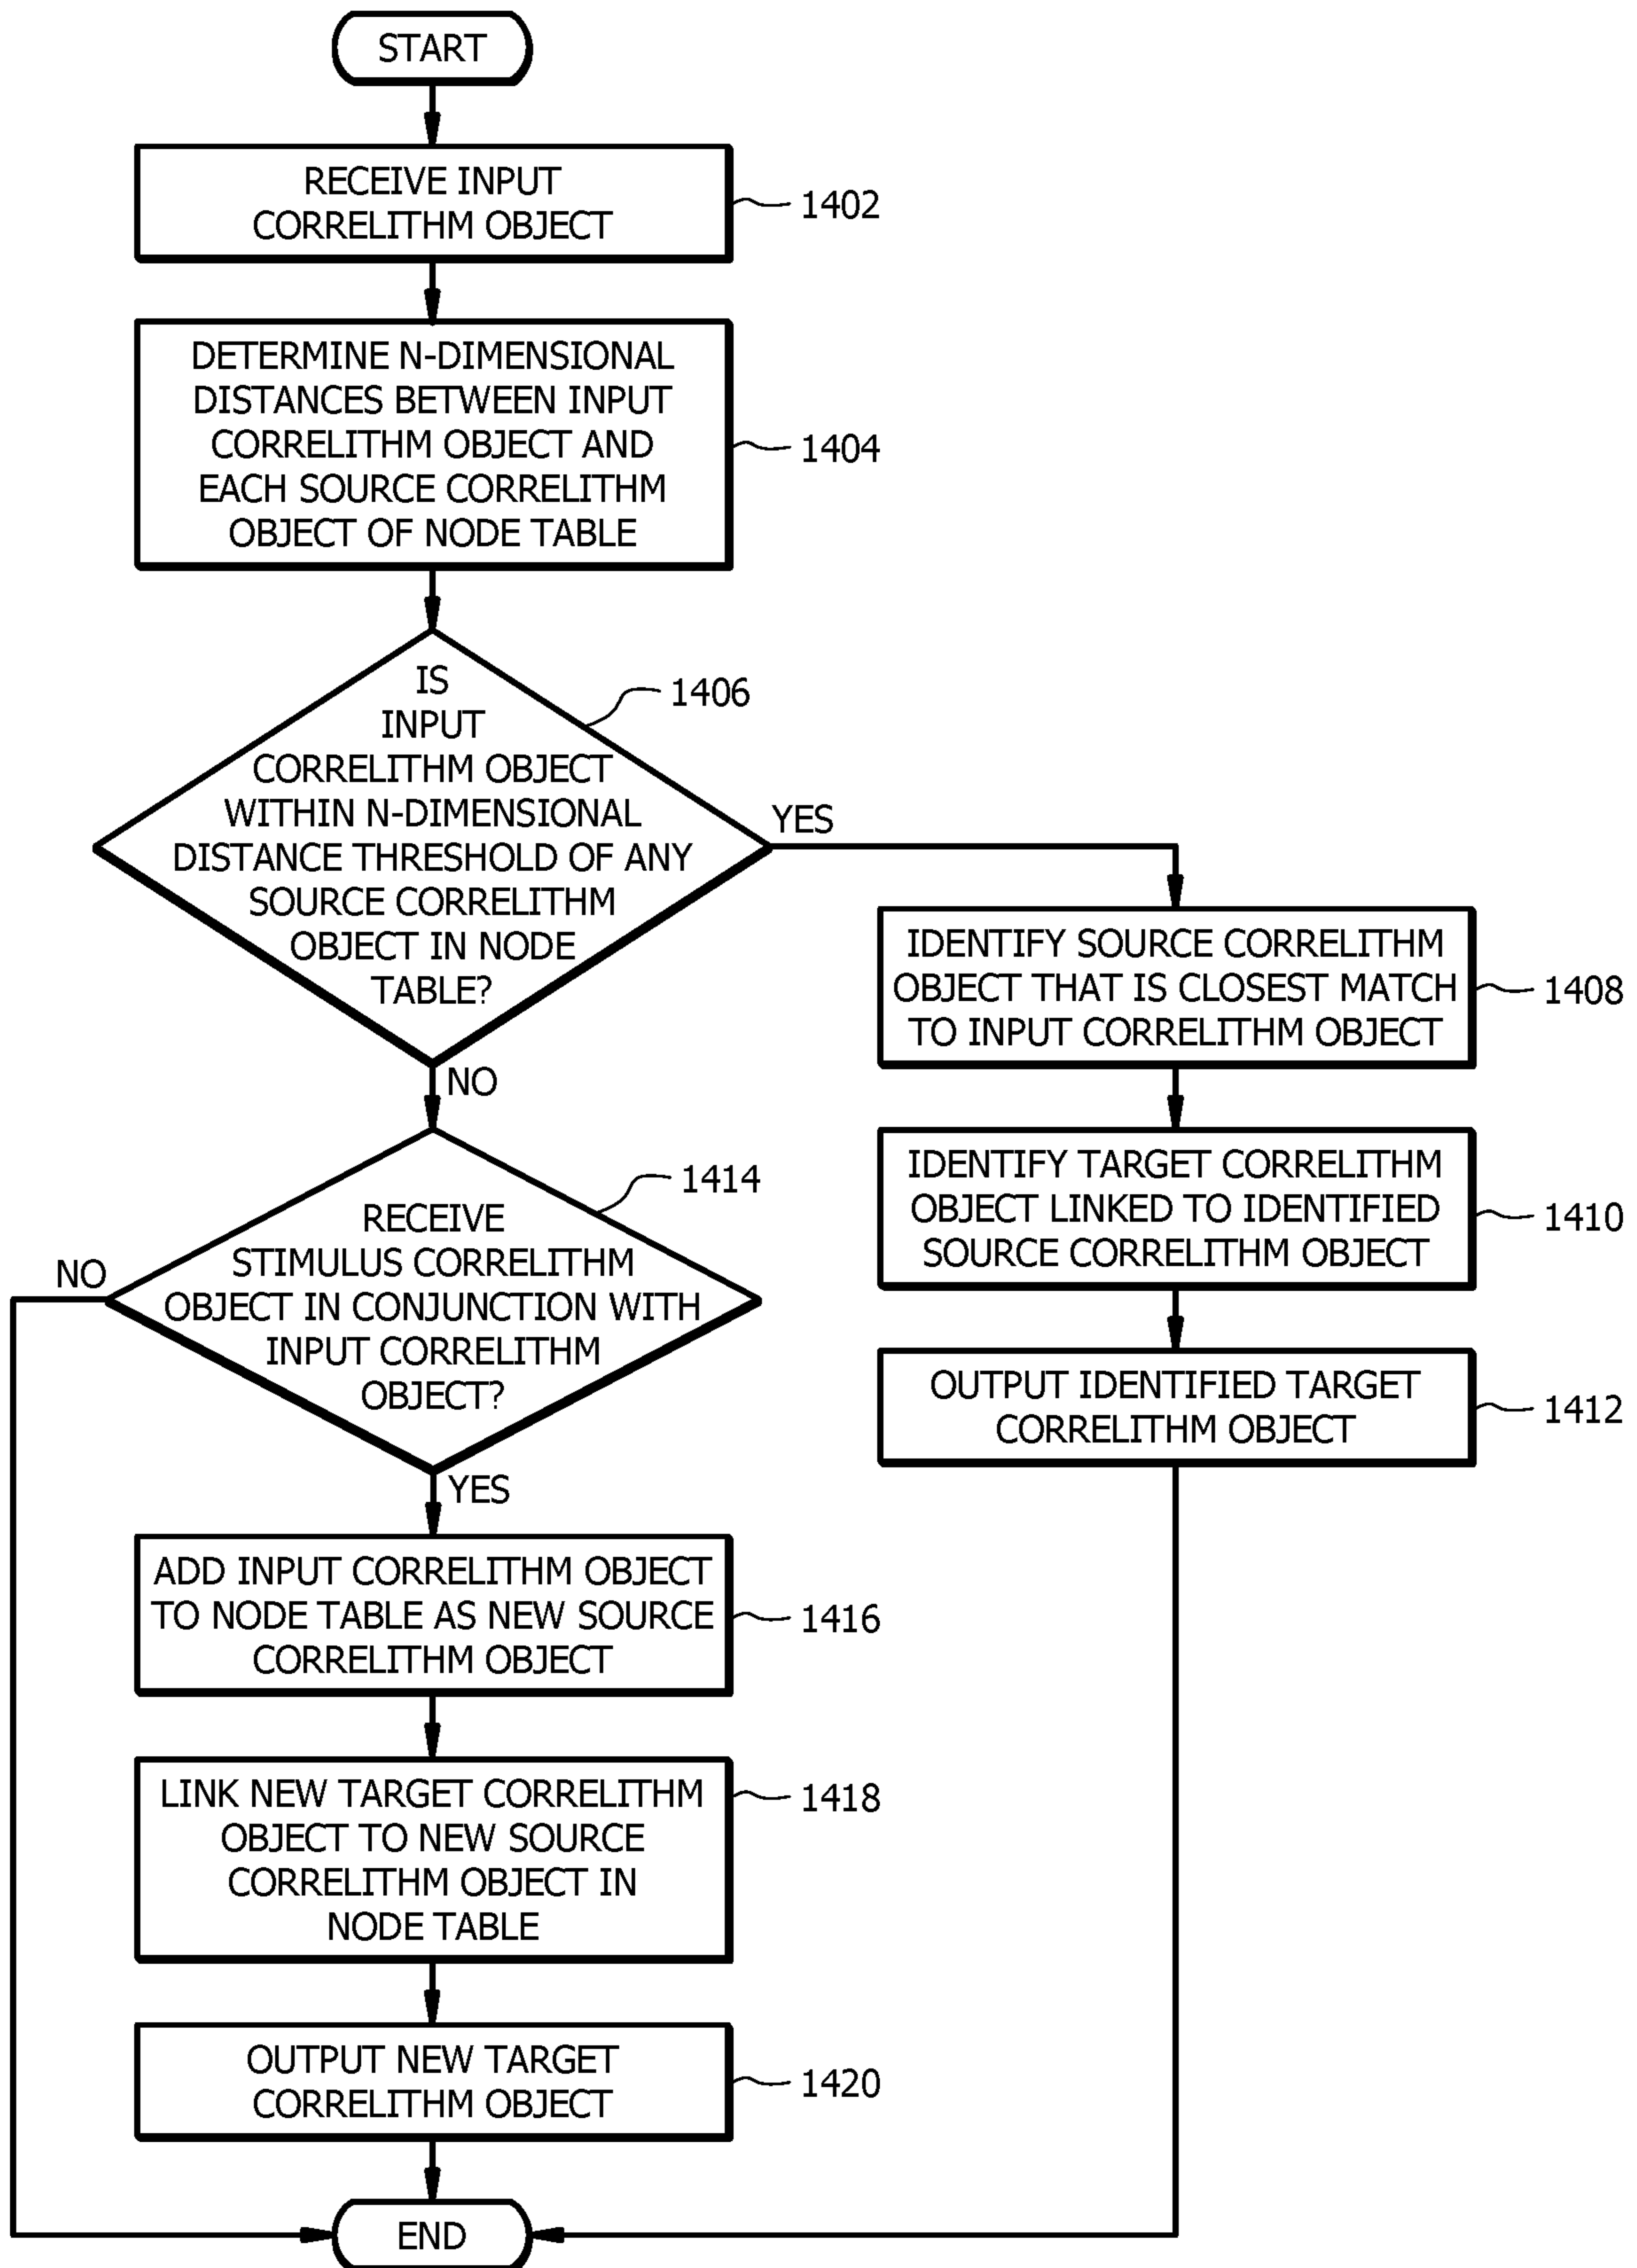 START
RECEIVE INPUT
CORRELITHM OBJECT
1402
DETERMINE N-DIMENSIONAL
DISTANCES BETWEEN INPUT
CORRELITHM OBJECT AND
EACH SOURCE CORRELITHM
OBJECT OF NODE TABLE
1404
IS
INPUT
CORRELITHM OBJECT
WITHIN N-DIMENSIONAL
DISTANCE THRESHOLD OF ANY
SOURCE CORRELITHM
OBJECT IN NODE
TABLE?
1406
YES
NO
IDENTIFY SOURCE CORRELITHM
OBJECT THAT IS CLOSEST MATCH
TO INPUT CORRELITHM OBJECT
1408
IDENTIFY TARGET CORRELITHM
OBJECT LINKED TO IDENTIFIED
SOURCE CORRELITHM OBJECT
1410
OUTPUT IDENTIFIED TARGET
CORRELITHM OBJECT
1412
RECEIVE
STIMULUS CORRELITHM
OBJECT IN CONJUNCTION WITH
INPUT CORRELITHM
OBJECT?
1414
NO
YES
ADD INPUT CORRELITHM OBJECT
TO NODE TABLE AS NEW SOURCE
CORRELITHM OBJECT
1416
LINK NEW TARGET CORRELITHM
OBJECT TO NEW SOURCE
CORRELITHM OBJECT IN
NODE TABLE
1418
OUTPUT NEW TARGET
CORRELITHM OBJECT
1420
END